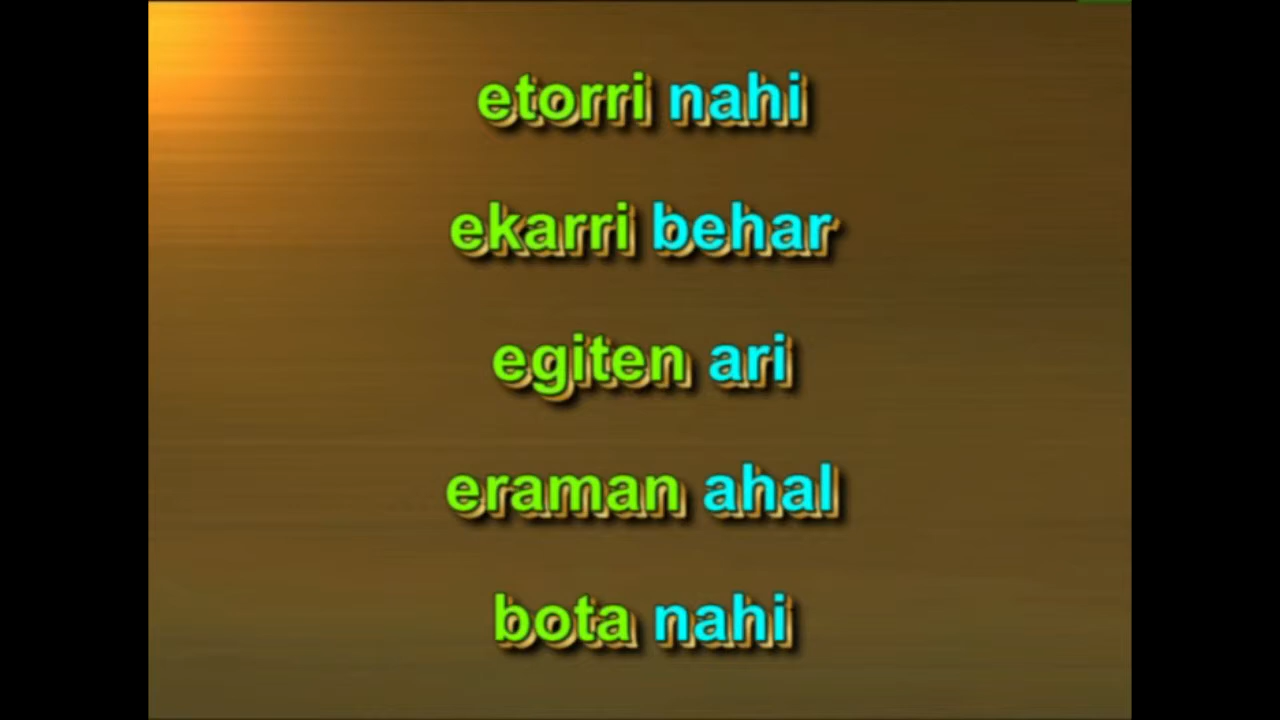 etorri nahi
ekarri behar
egiten ari
eraman ahal
bota nahi